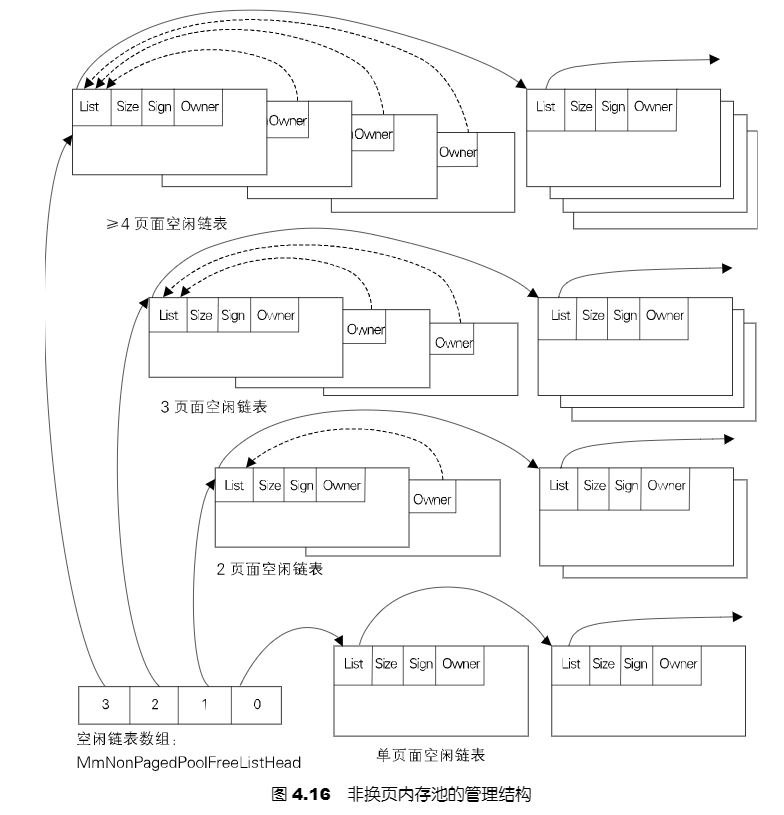 List Size Sign Owner Owner Owner Owner List Size Sign Owner
≥4 页面空闲链表
List Size Sign Owner Owner Owner List Size Sign Owner
3 页面空闲链表
List Size Sign Owner Owner List Size Sign Owner
2 页面空闲链表
List Size Sign Owner List Size Sign Owner
3 2 1 0
空闲链表数组：
单页面空闲链表
MmNonPagedPoolFreeListHead
图 4.16 非换页内存池的管理结构